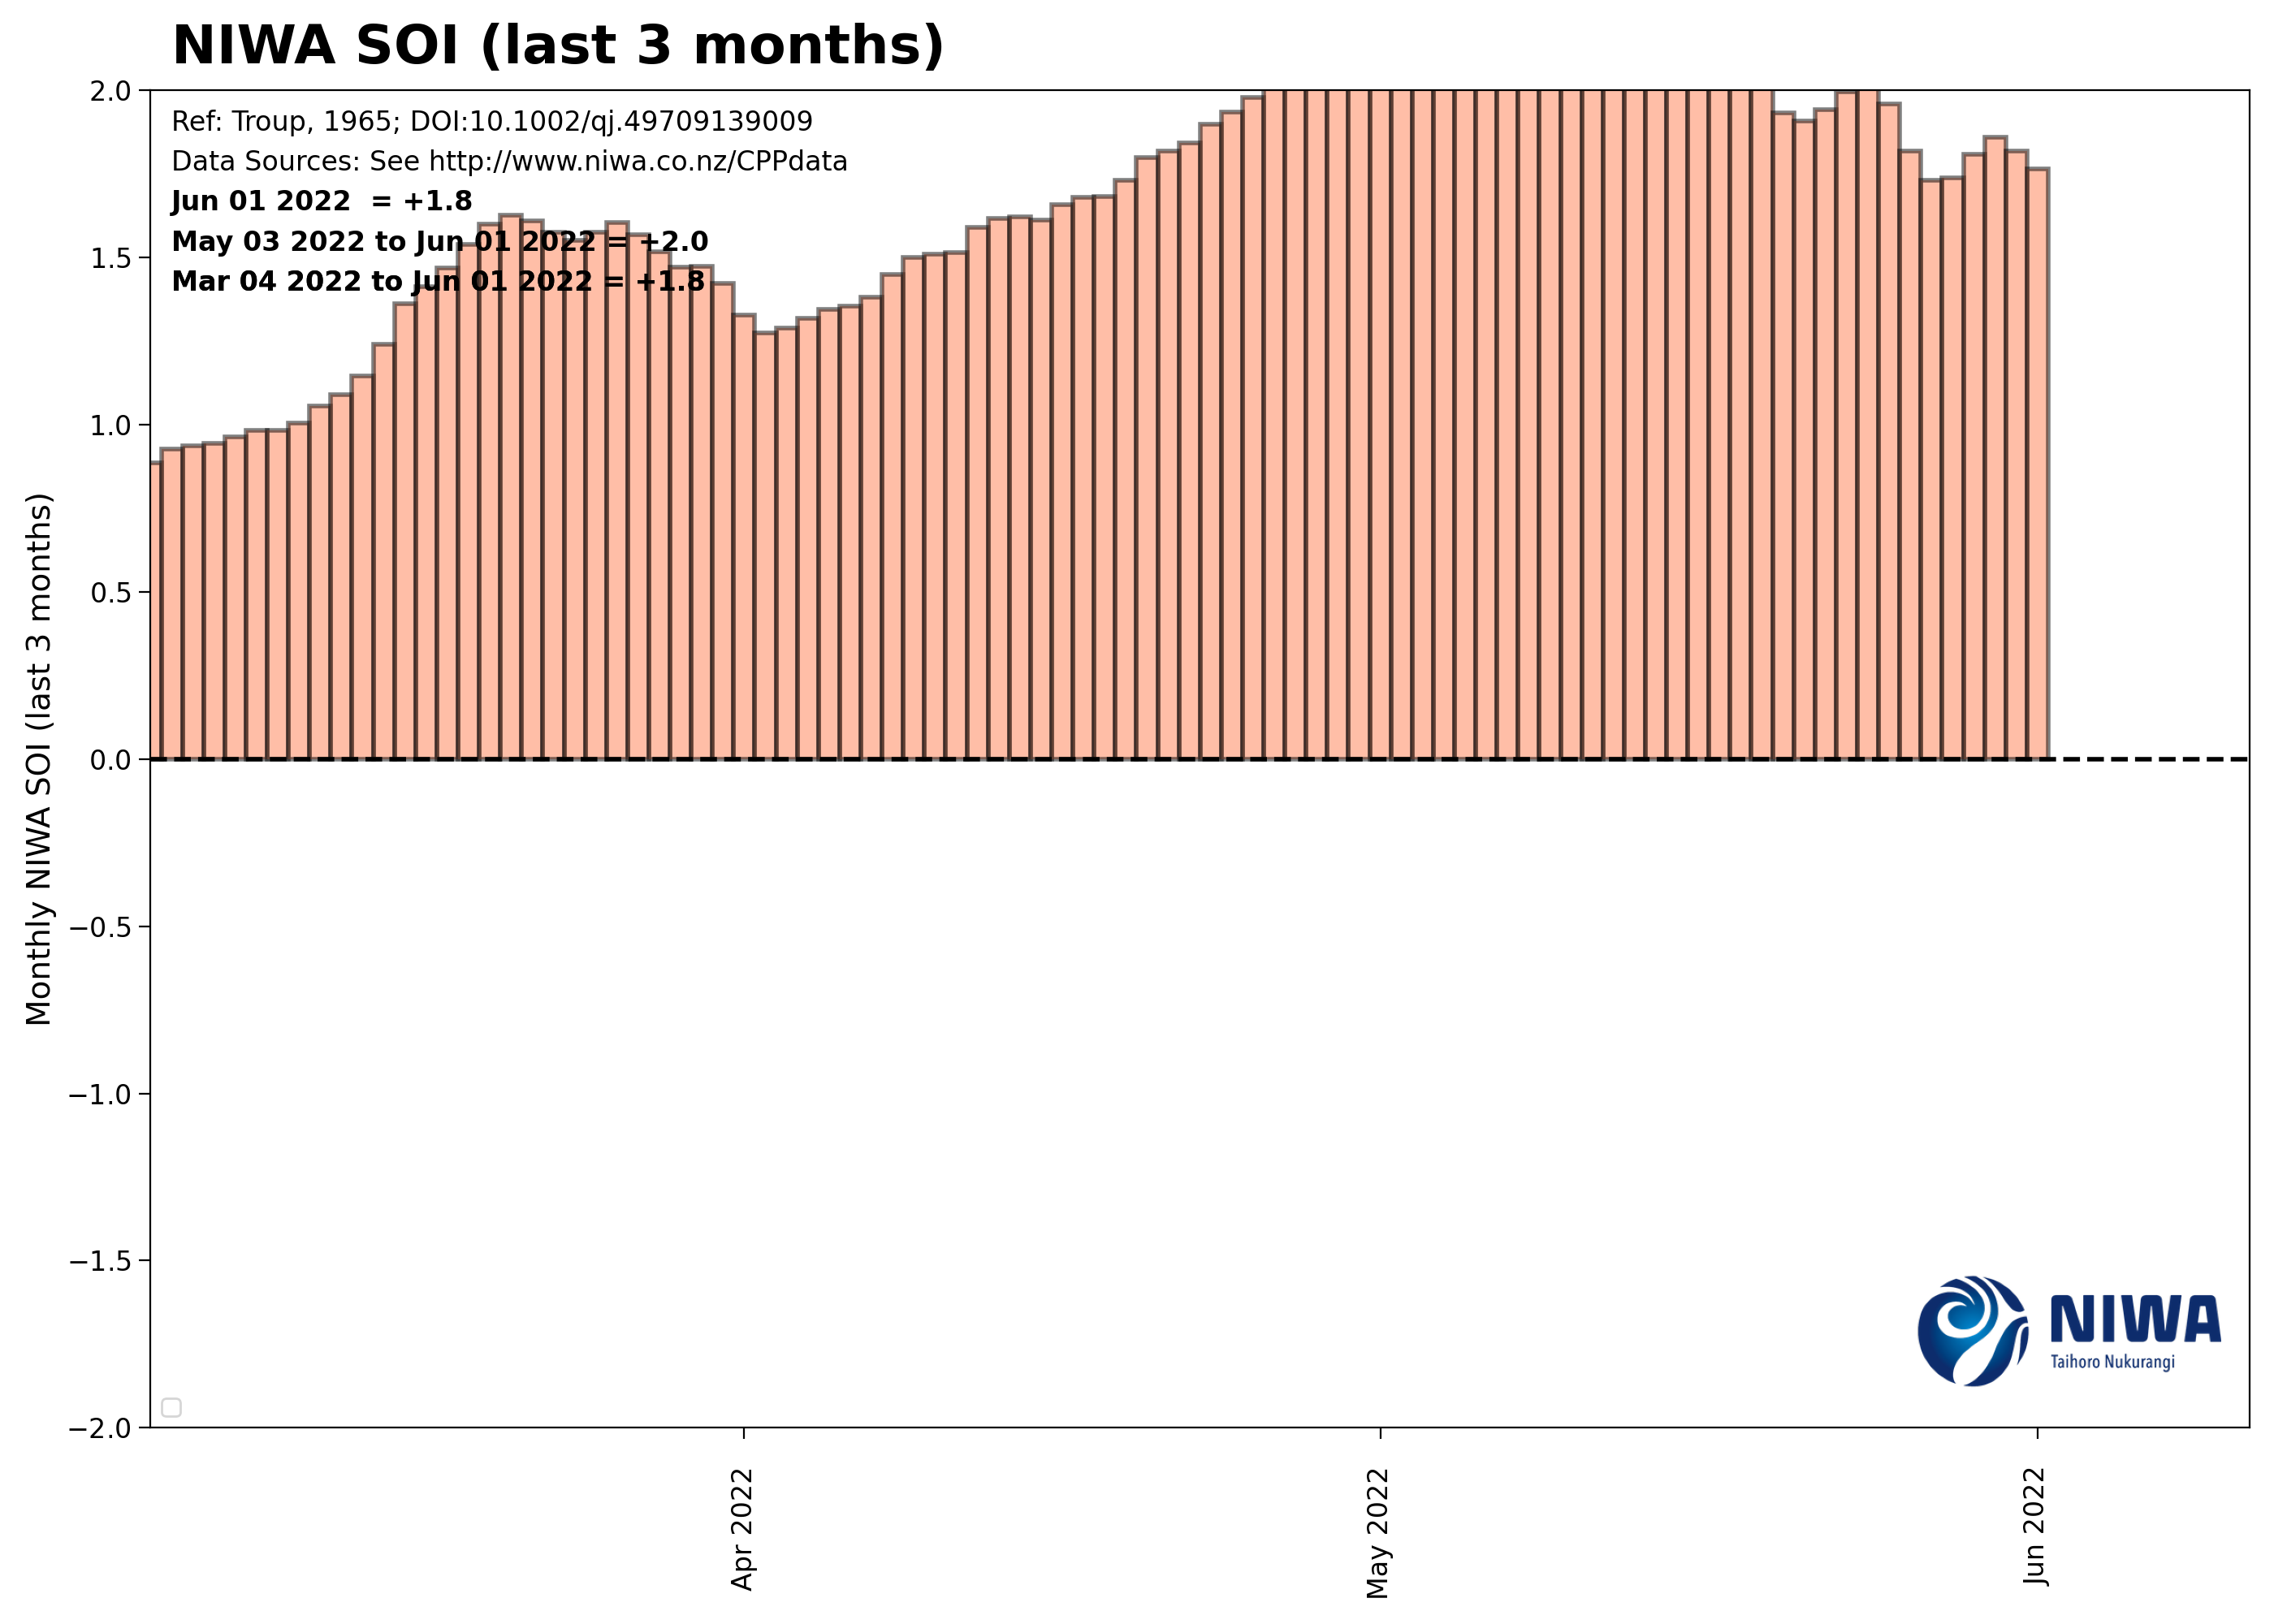 NIWA SOI (last 3 months)
Ref: Troup, 1965; DOI:10.1002/qj.49709139009
Data Sources: See http://www.niwa.co.nz/CPPdata
Jun 01 2022  = +1.8
May 03 2022 to Jun 01 2022 = +2.0
Mar 04 2022 to Jun 01 2022 = +1.8
Monthly NIWA SOI (last 3 months)
2.0
1.5
1.0
0.5
0.0
−0.5
−1.0
−1.5
−2.0
NIWA
Taihoro Nukurangi
Apr 2022
May 2022
Jun 2022